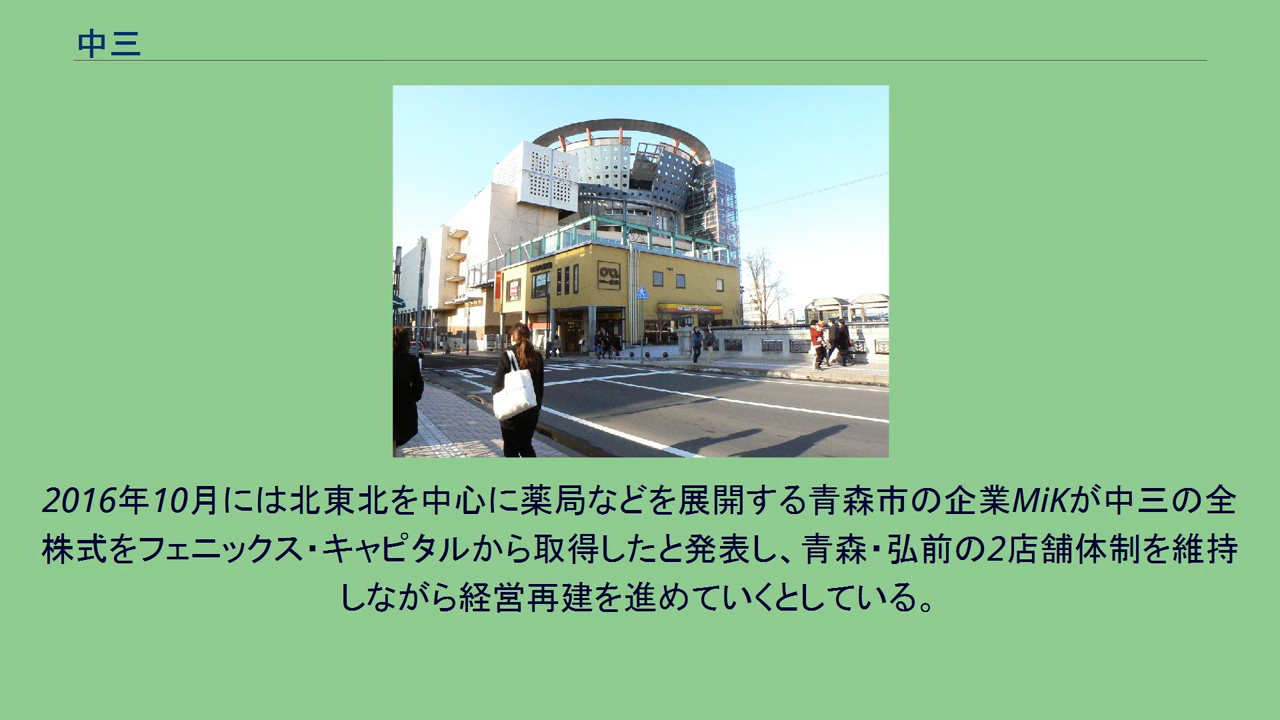 中三
2016年10月には北東北を中心に薬局などを展開する青森市の企業MiKが中三の全
株式をフェニックス・キャピタルから取得したと発表し、青森・弘前の2店舗体制を維持
しながら経営再建を進めていくとしている。